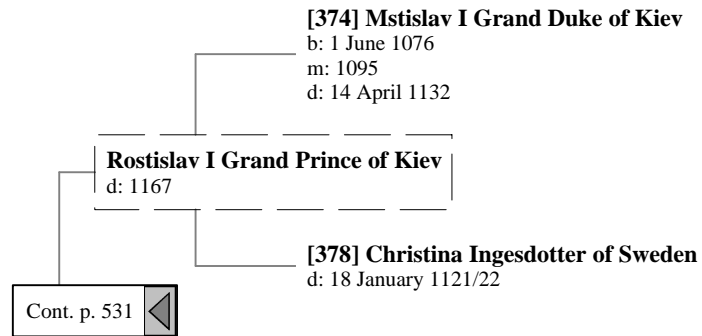 [374] Mstislav I Grand Duke of Kiev
b: 1 June 1076
m: 1095
d: 14 April 1132
Rostislav I Grand Prince of Kiev
d: 1167
[378] Christina Ingesdotter of Sweden
d: 18 January 1121/22
Cont. p. 531